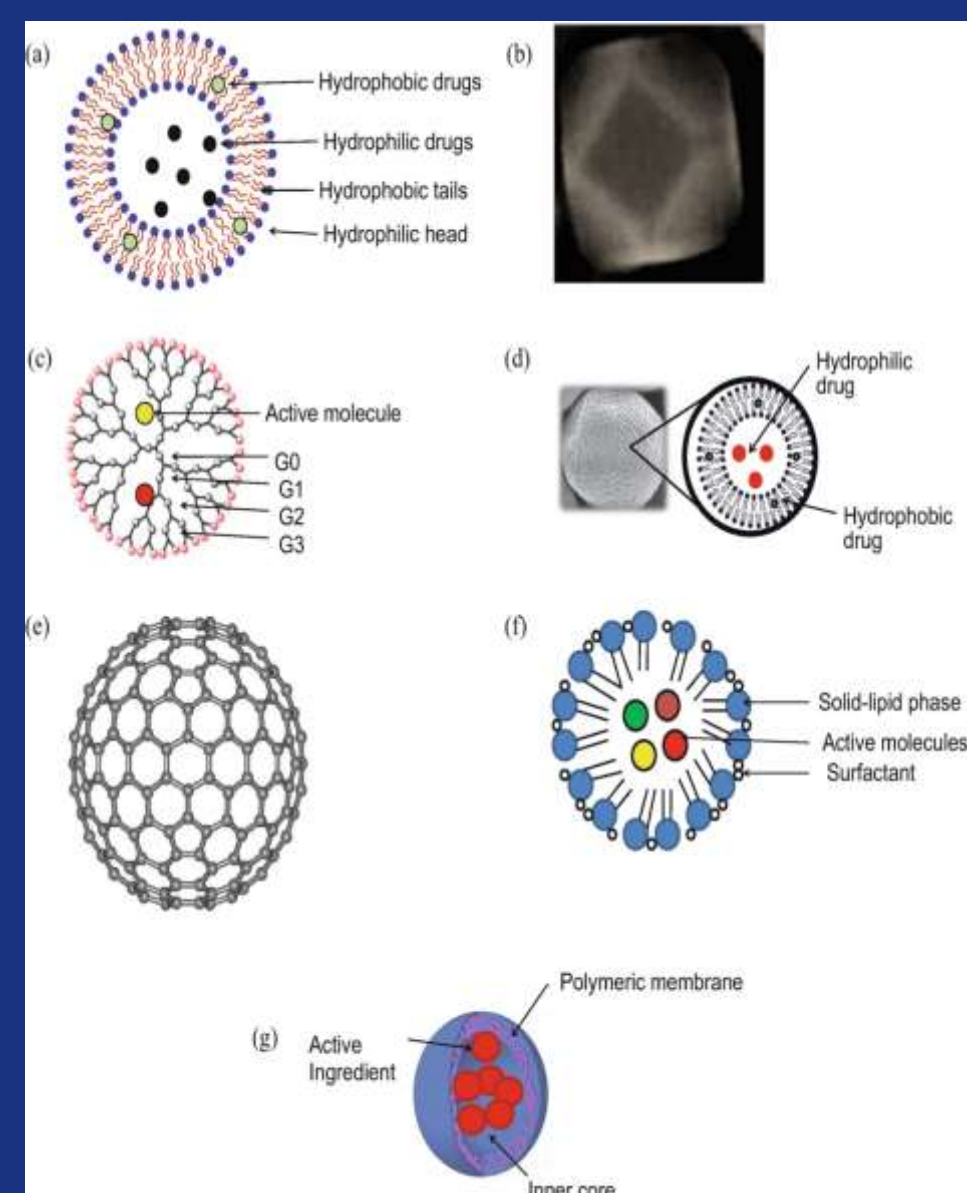 (a)
Hydrophobic drugs
Hydrophilic drugs
Hydrophobic tails
Hydrophilic head
(b)
(c)
Active molecule
G0
G1
G2
G3
(d)
Hydrophilic
drug
Hydrophobic
drug
(e)
(f)
Solid-lipid phase
Active molecules
Surfactant
(g)
Polymeric membrane
Active
Ingredient
Inner core